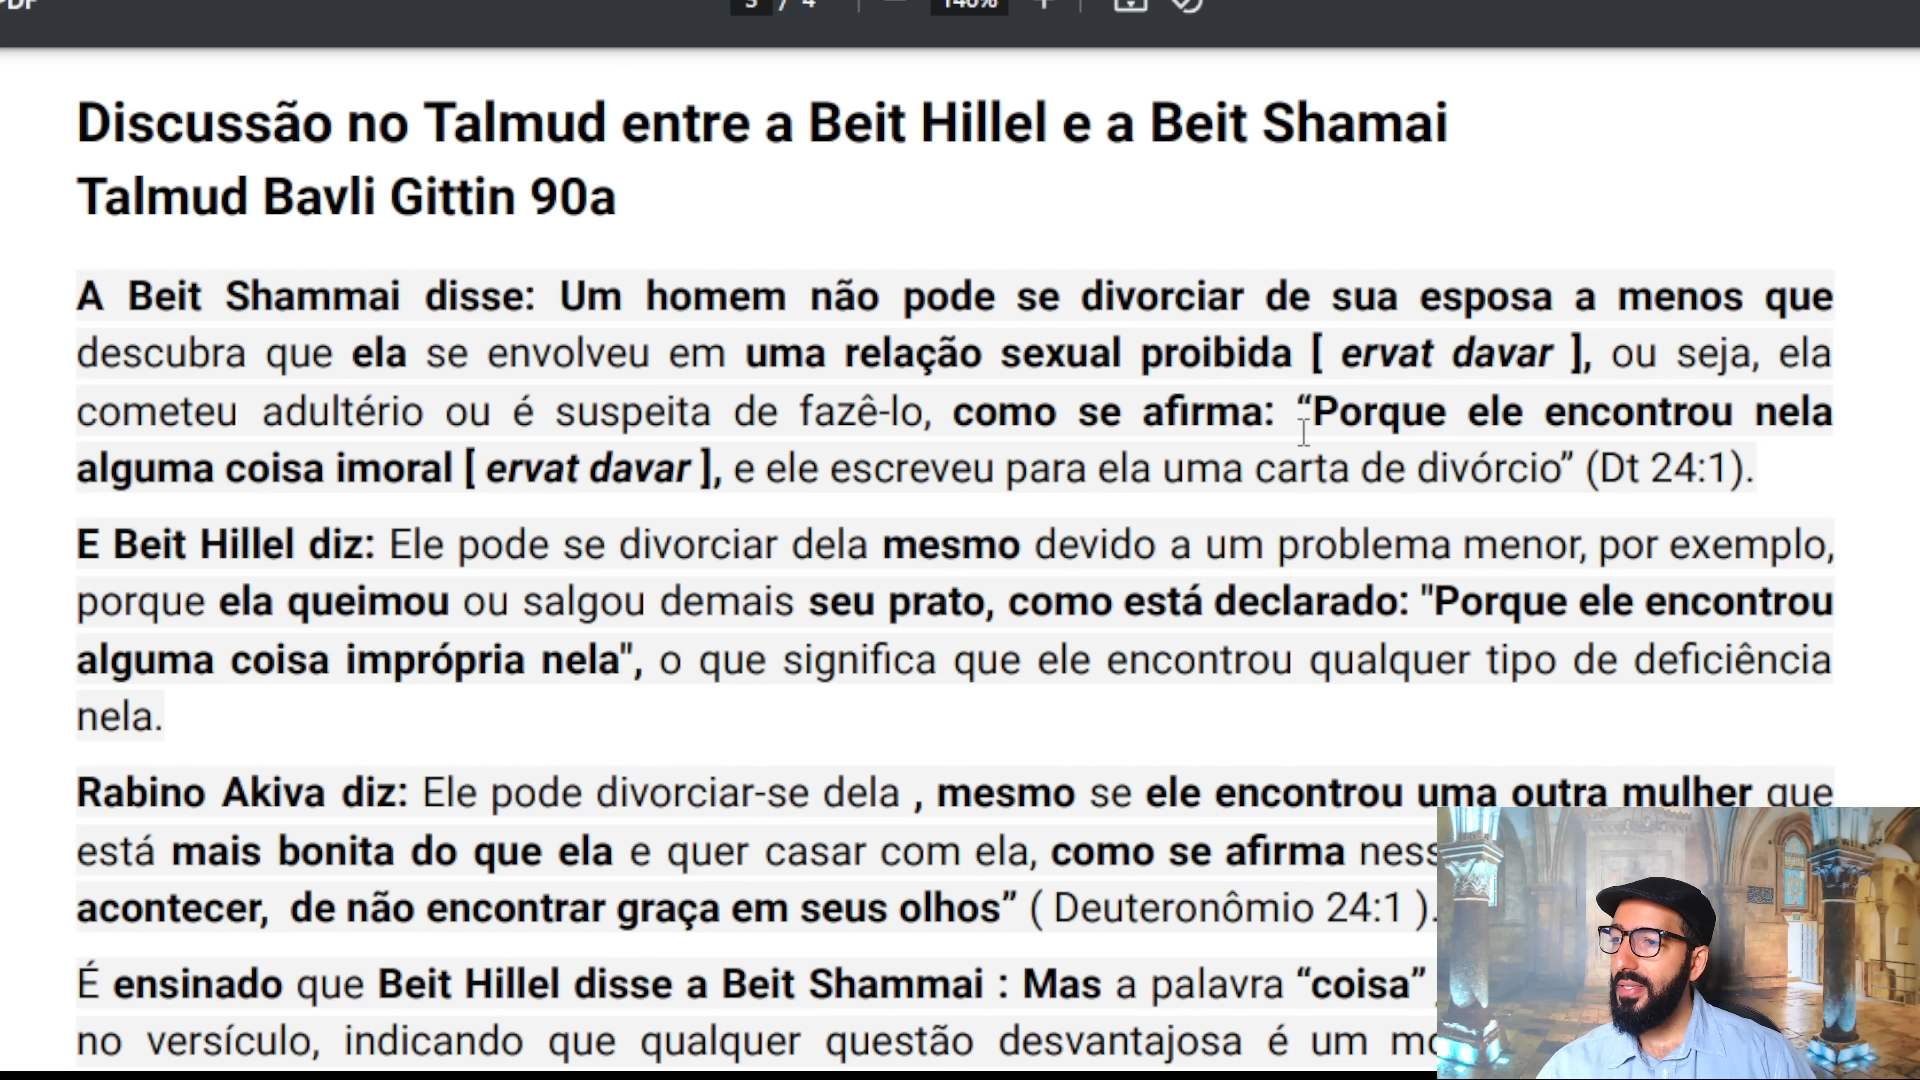 PDF
3 / 4
140%
Discussão no Talmud entre a Beit Hillel e a Beit Shamai
Talmud Bavli Gittin 90a
A Beit Shammai disse: Um homem não pode se divorciar de sua esposa a menos que
descubra que ela se envolveu em uma relação sexual proibida [ ervat davar ], ou seja, ela
cometeu adultério ou é suspeita de fazê-lo, como se afirma: “Porque ele encontrou nela
alguma coisa imoral [ ervat davar ], e ele escreveu para ela uma carta de divórcio” (Dt 24:1).
E Beit Hillel diz: Ele pode se divorciar dela mesmo devido a um problema menor, por exemplo,
porque ela queimou ou salgou demais seu prato, como está declarado: "Porque ele encontrou
alguma coisa imprópria nela", o que significa que ele encontrou qualquer tipo de deficiência
nela.
Rabino Akiva diz: Ele pode divorciar-se dela , mesmo se ele encontrou uma outra mulher que
está mais bonita do que ela e quer casar com ela, como se afirma
acontecer, de não encontrar graça em seus olhos” ( Deuteronômio 24:1 ).
É ensinado que Beit Hillel disse a Beit Shammai : Mas a palavra “coisa”
no versículo, indicando que qualquer questão desvantajosa é um